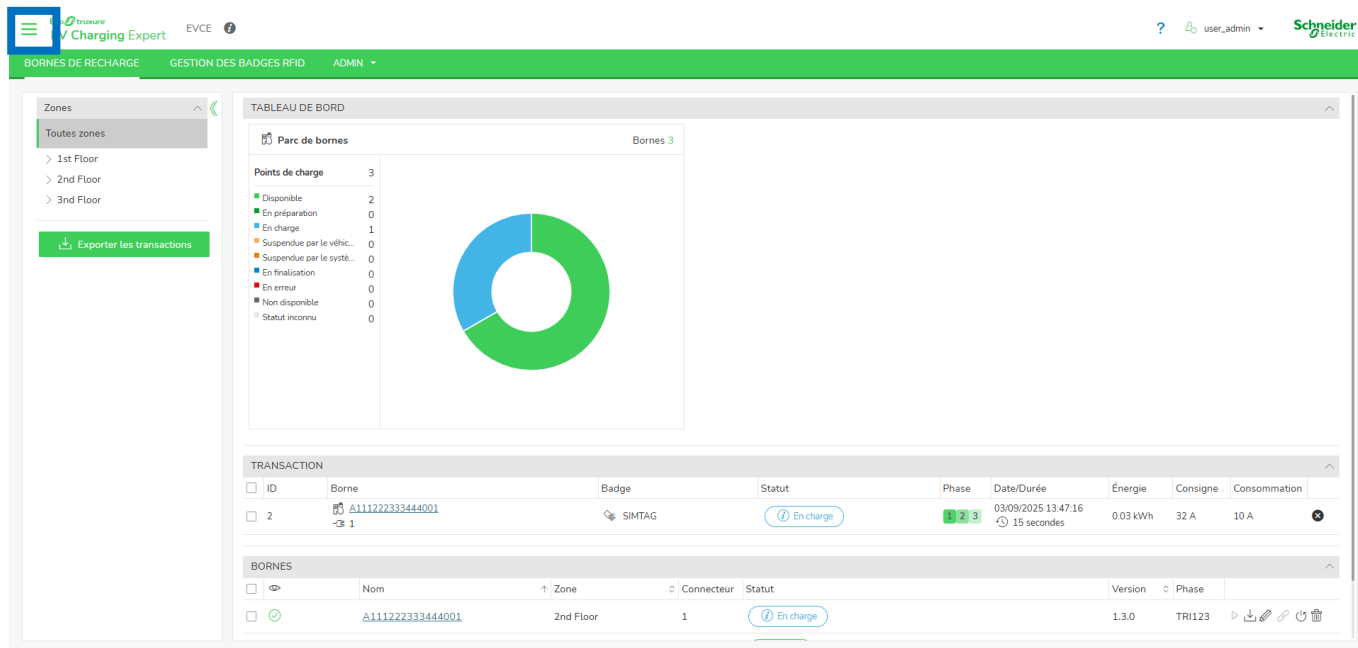 EV Charging Expert
EVCE
?
user_admin
Schneider
Electric
BORNES DE RECHARGE
GESTION DES BADGES RFID
ADMIN
Zones
Toutes zones
1st Floor
2nd Floor
3nd Floor
Exporter les transactions
TABLEAU DE BORD
Parc de bornes
Bornes 3
Points de charge 3
Disponible 2
En préparation 0
En charge 1
Suspendue par le véhic... 0
Suspendue par le systè... 0
En finalisation 0
En erreur 0
Non disponible 0
Statut inconnu 0
TRANSACTION
ID Borne Badge Statut Phase Date/Durée Énergie Consigne Consommation
2 A111222333444001 SIMTAG En charge 1 2 3 03/09/2025 13:47:16 0.03 kWh 32 A 10 A
1 15 secondes
BORNES
Nom Zone Connecteur Statut Version Phase
A111222333444001 2nd Floor 1 En charge 1.3.0 TRI123